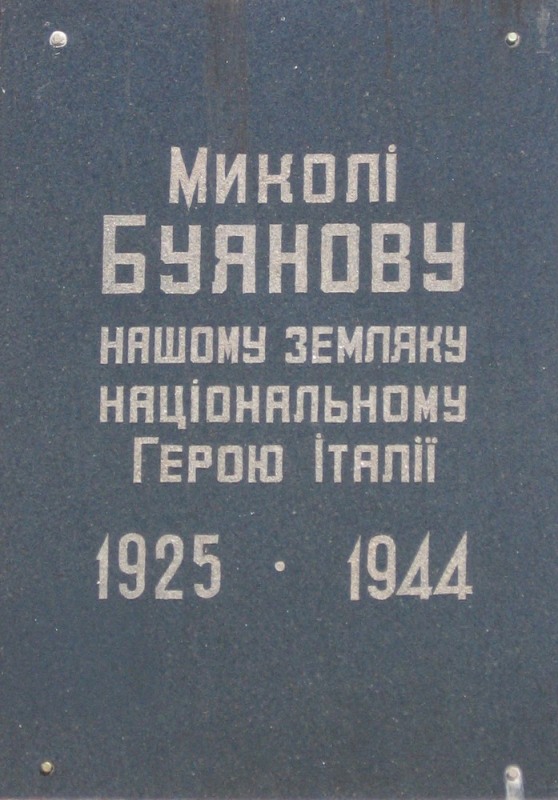 Миколі
Буянову
нашому земляку
національному
Герою Італії
1925 · 1944